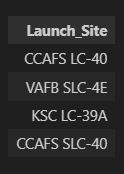 Launch_Site
CCAFS LC-40
VAFB SLC-4E
KSC LC-39A
CCAFS SLC-40